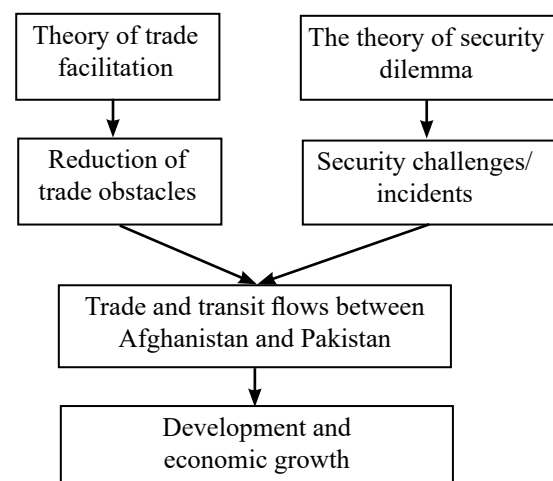 Theory of trade
facilitation
The theory of security
dilemma
Reduction of
trade obstacles
Security challenges/
incidents
Trade and transit flows between
Afghanistan and Pakistan
Development and
economic growth